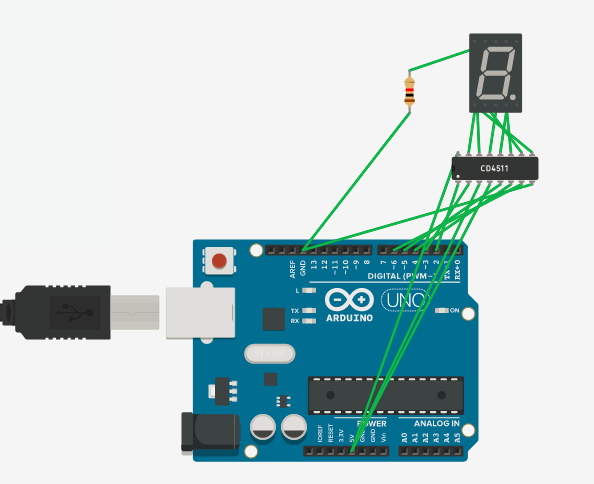 CD4511
AREF
GND
13
12
~11
~10
~9
8
7
~6
~5
4
~3
2
TX→1
RX←0
DIGITAL (PWM~)
L
TX
RX
UNO
ARDUINO
ON
POWER
ANALOG IN
IOREF
RESET
3.3V
5V
GND
GND
Vin
A0
A1
A2
A3
A4
A5